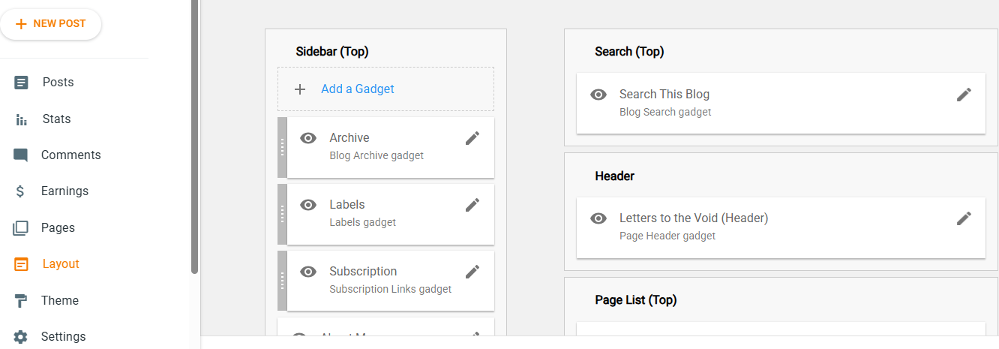 NEW POST
Posts
Stats
Comments
Earnings
Pages
Layout
Theme
Settings
Sidebar (Top)
Add a Gadget
Archive
Blog Archive gadget
Labels
Labels gadget
Subscription
Subscription Links gadget
Search (Top)
Search This Blog
Blog Search gadget
Header
Letters to the Void (Header)
Page Header gadget
Page List (Top)